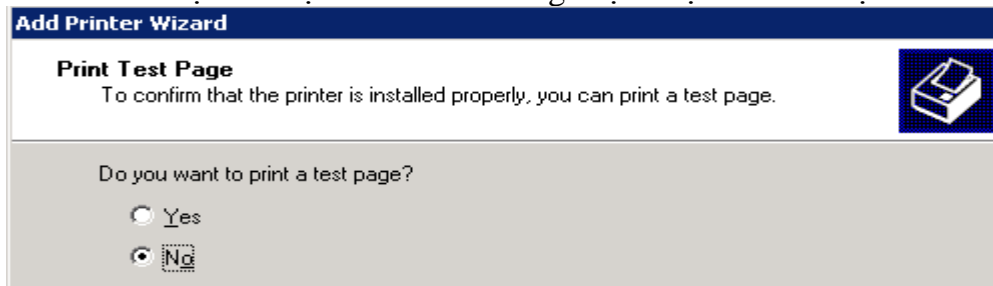 Add Printer Wizard
Print Test Page
To confirm that the printer is installed properly, you can print a test page.
Do you want to print a test page?
Yes
No